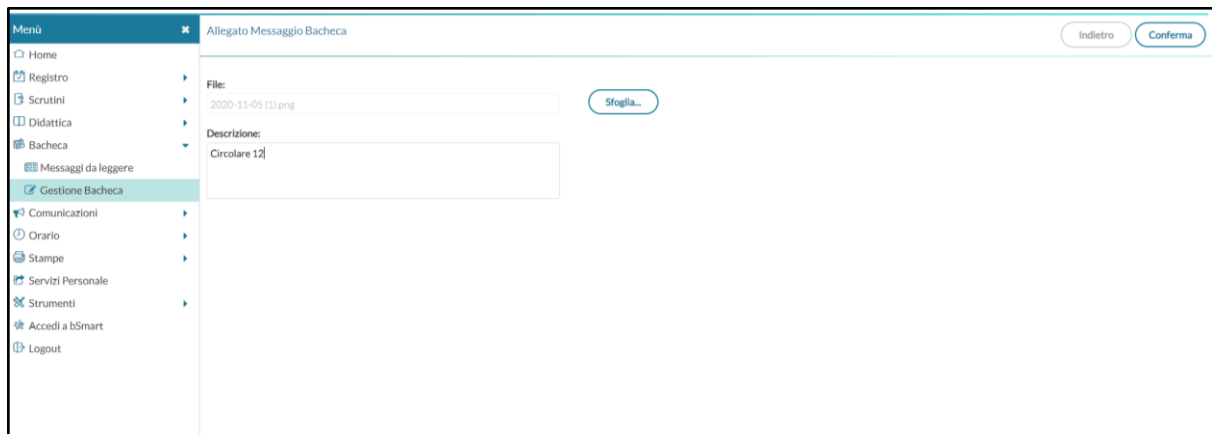 Menù
Allegato Messaggio Bacheca
Indietro
Conferma
Home
Registro
Scrutini
Didattica
Bacheca
Messaggi da leggere
Gestione Bacheca
Comunicazioni
Orario
Stampe
Servizi Personale
Strumenti
Accedi a bSmart
Logout
File:
2020-11-05 (1).png
Sfoglia...
Descrizione:
Circolare 12